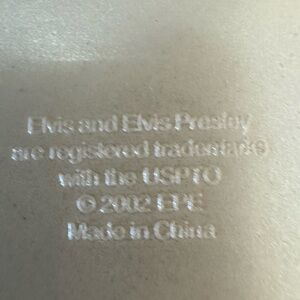 Elvis and Elvis Presley
are registered trademarks
with the USPTO
© 2002 EPE
Made in China